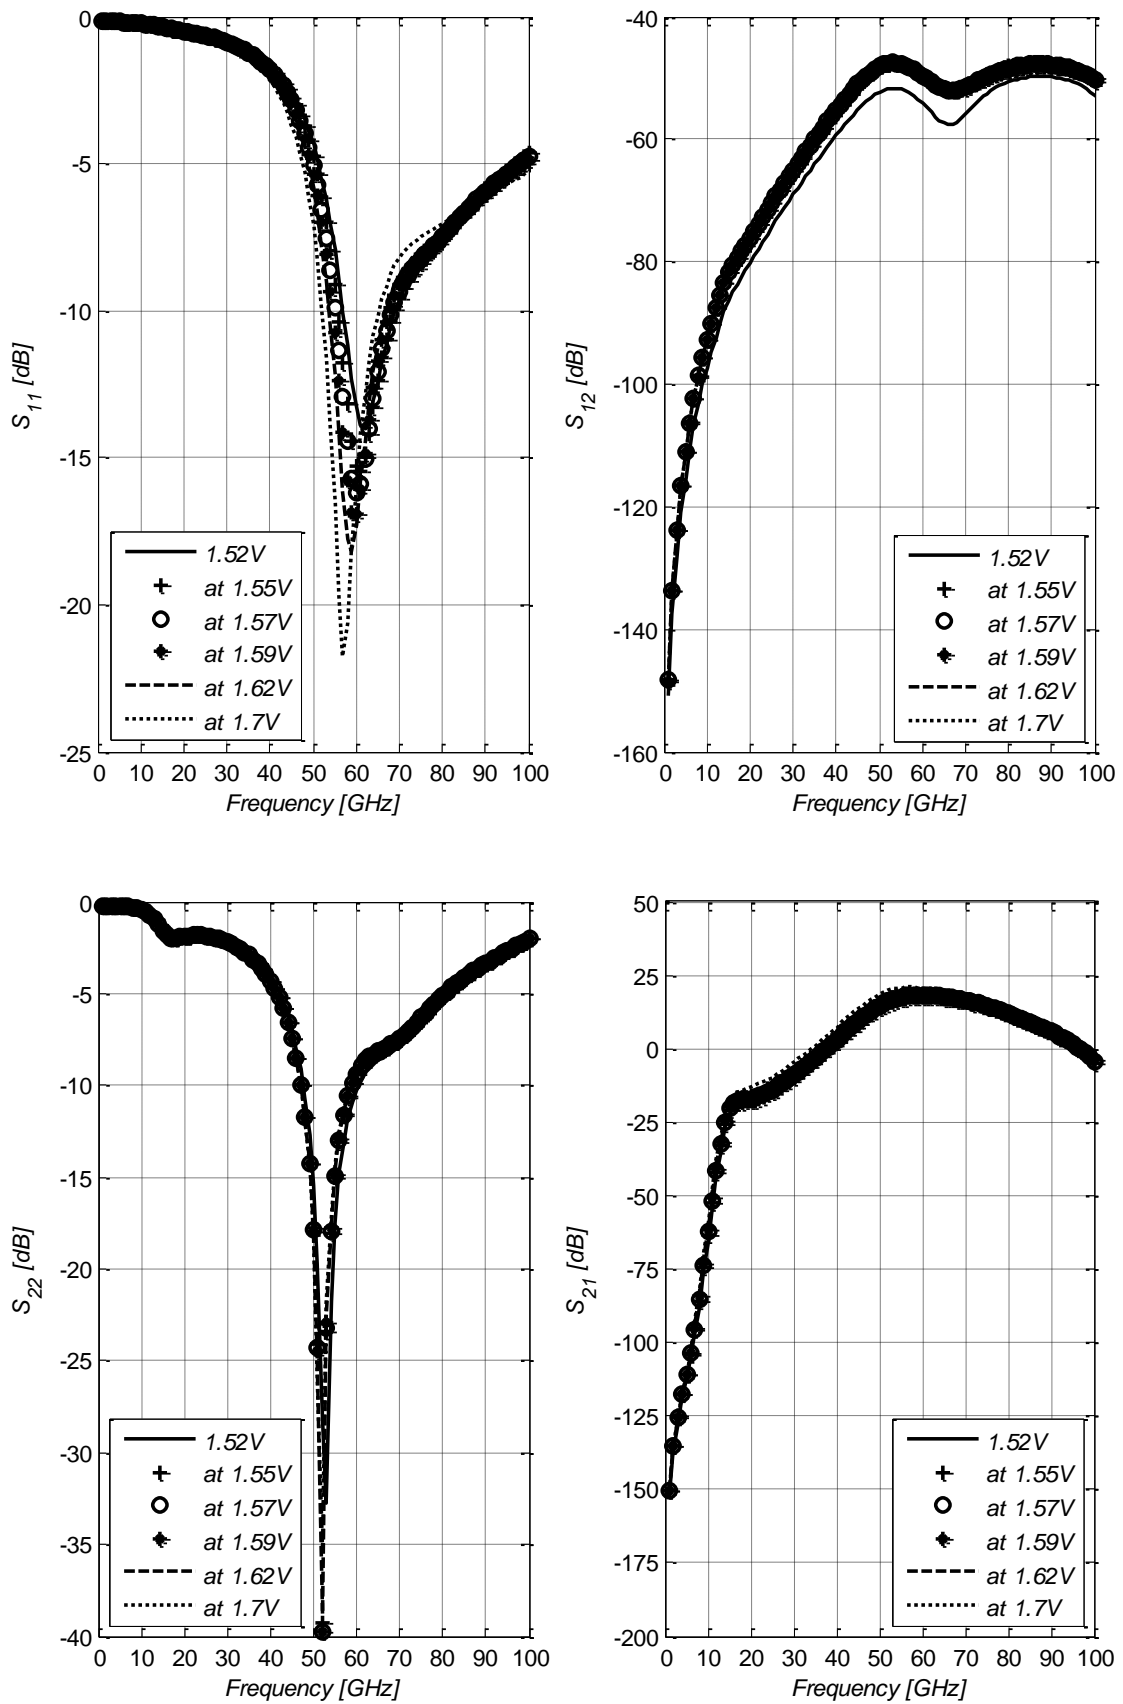 0
-5
-10
-15
-20
-25
S11 [dB]
1.52V
at 1.55V
at 1.57V
at 1.59V
at 1.62V
at 1.7V
0 10 20 30 40 50 60 70 80 90 100
Frequency [GHz]
-40
-60
-80
-100
-120
-140
-160
S12 [dB]
1.52V
at 1.55V
at 1.57V
at 1.59V
at 1.62V
at 1.7V
0 10 20 30 40 50 60 70 80 90 100
Frequency [GHz]
0
-5
-10
-15
-20
-25
-30
-35
-40
S22 [dB]
1.52V
at 1.55V
at 1.57V
at 1.59V
at 1.62V
at 1.7V
0 10 20 30 40 50 60 70 80 90 100
Frequency [GHz]
50
25
0
-25
-50
-75
-100
-125
-150
-175
-200
S21 [dB]
1.52V
at 1.55V
at 1.57V
at 1.59V
at 1.62V
at 1.7V
0 10 20 30 40 50 60 70 80 90 100
Frequency [GHz]